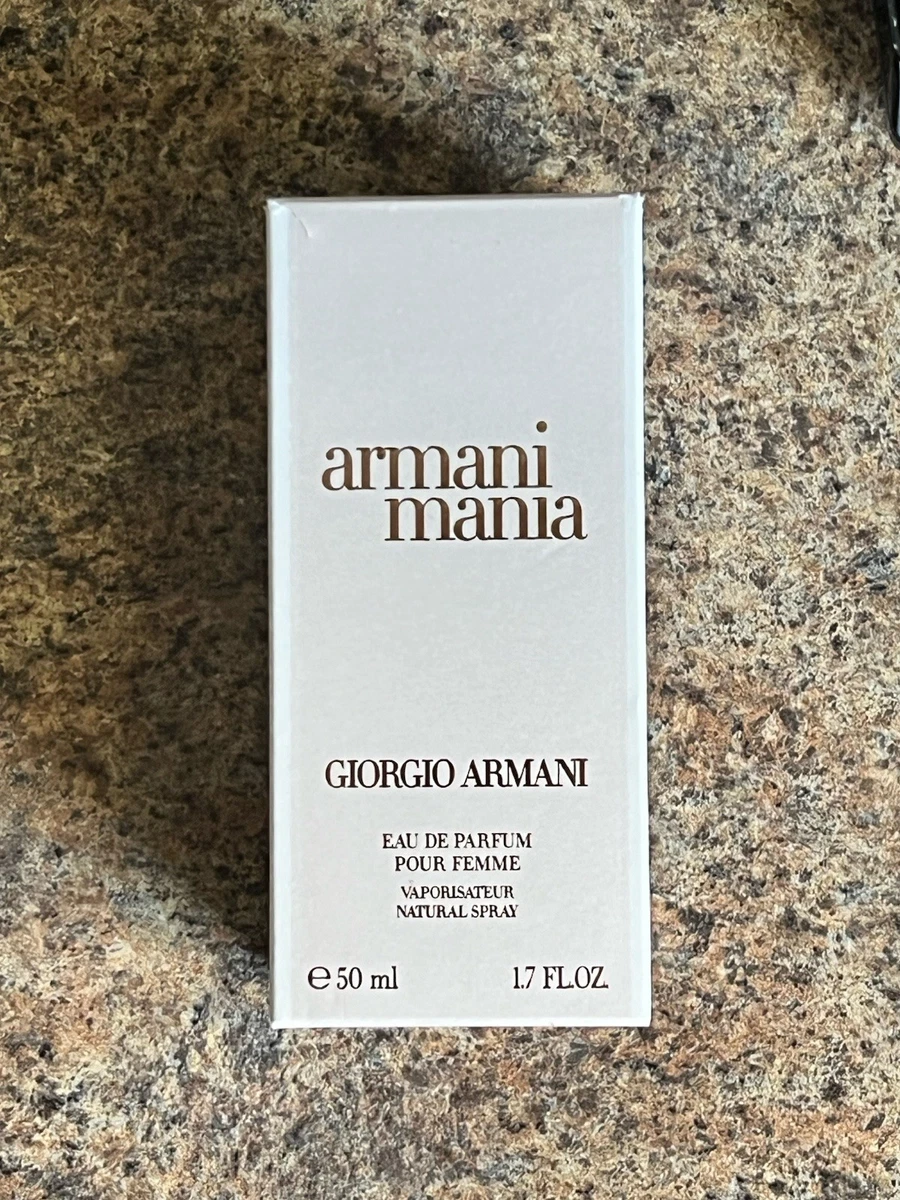 armani
mania
GIORGIO ARMANI
EAU DE PARFUM
POUR FEMME
VAPORISATEUR
NATURAL SPRAY
℮ 50 ml 1.7 FL.OZ.